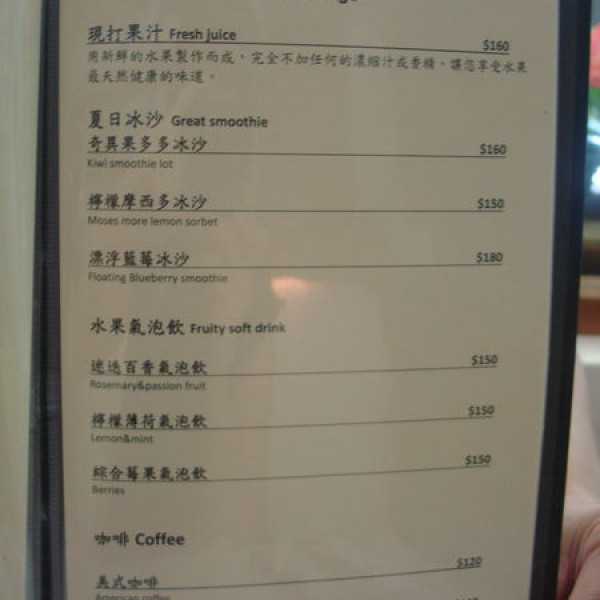 現打果汁 Fresh juice $160
用新鮮的水果製作而成，完全不加任何的濃縮汁或香精。讓您享受水果
最天然健康的味道。
夏日冰沙 Great smoothie
奇異果多多冰沙 $160
Kiwi smoothie lot
檸檬摩西多冰沙 $150
Moses more lemon sorbet
漂浮藍莓冰沙 $180
Floating Blueberry smoothie
水果氣泡飲 Fruity soft drink
迷迭百香氣泡飲 $150
Rosemary&passion fruit
檸檬薄荷氣泡飲 $150
Lemon&mint
綜合莓果氣泡飲 $150
Berries
咖啡 Coffee
美式咖啡 $120
American coffee